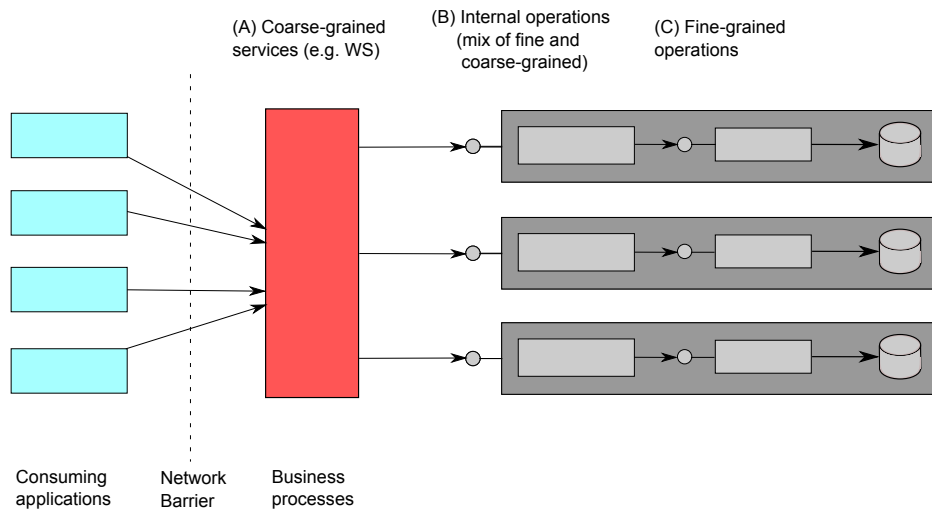 (A) Coarse-grained
services (e.g. WS)
(B) Internal operations
(mix of fine and
coarse-grained)
(C) Fine-grained
operations
Consuming
applications
Network
Barrier
Business
processes